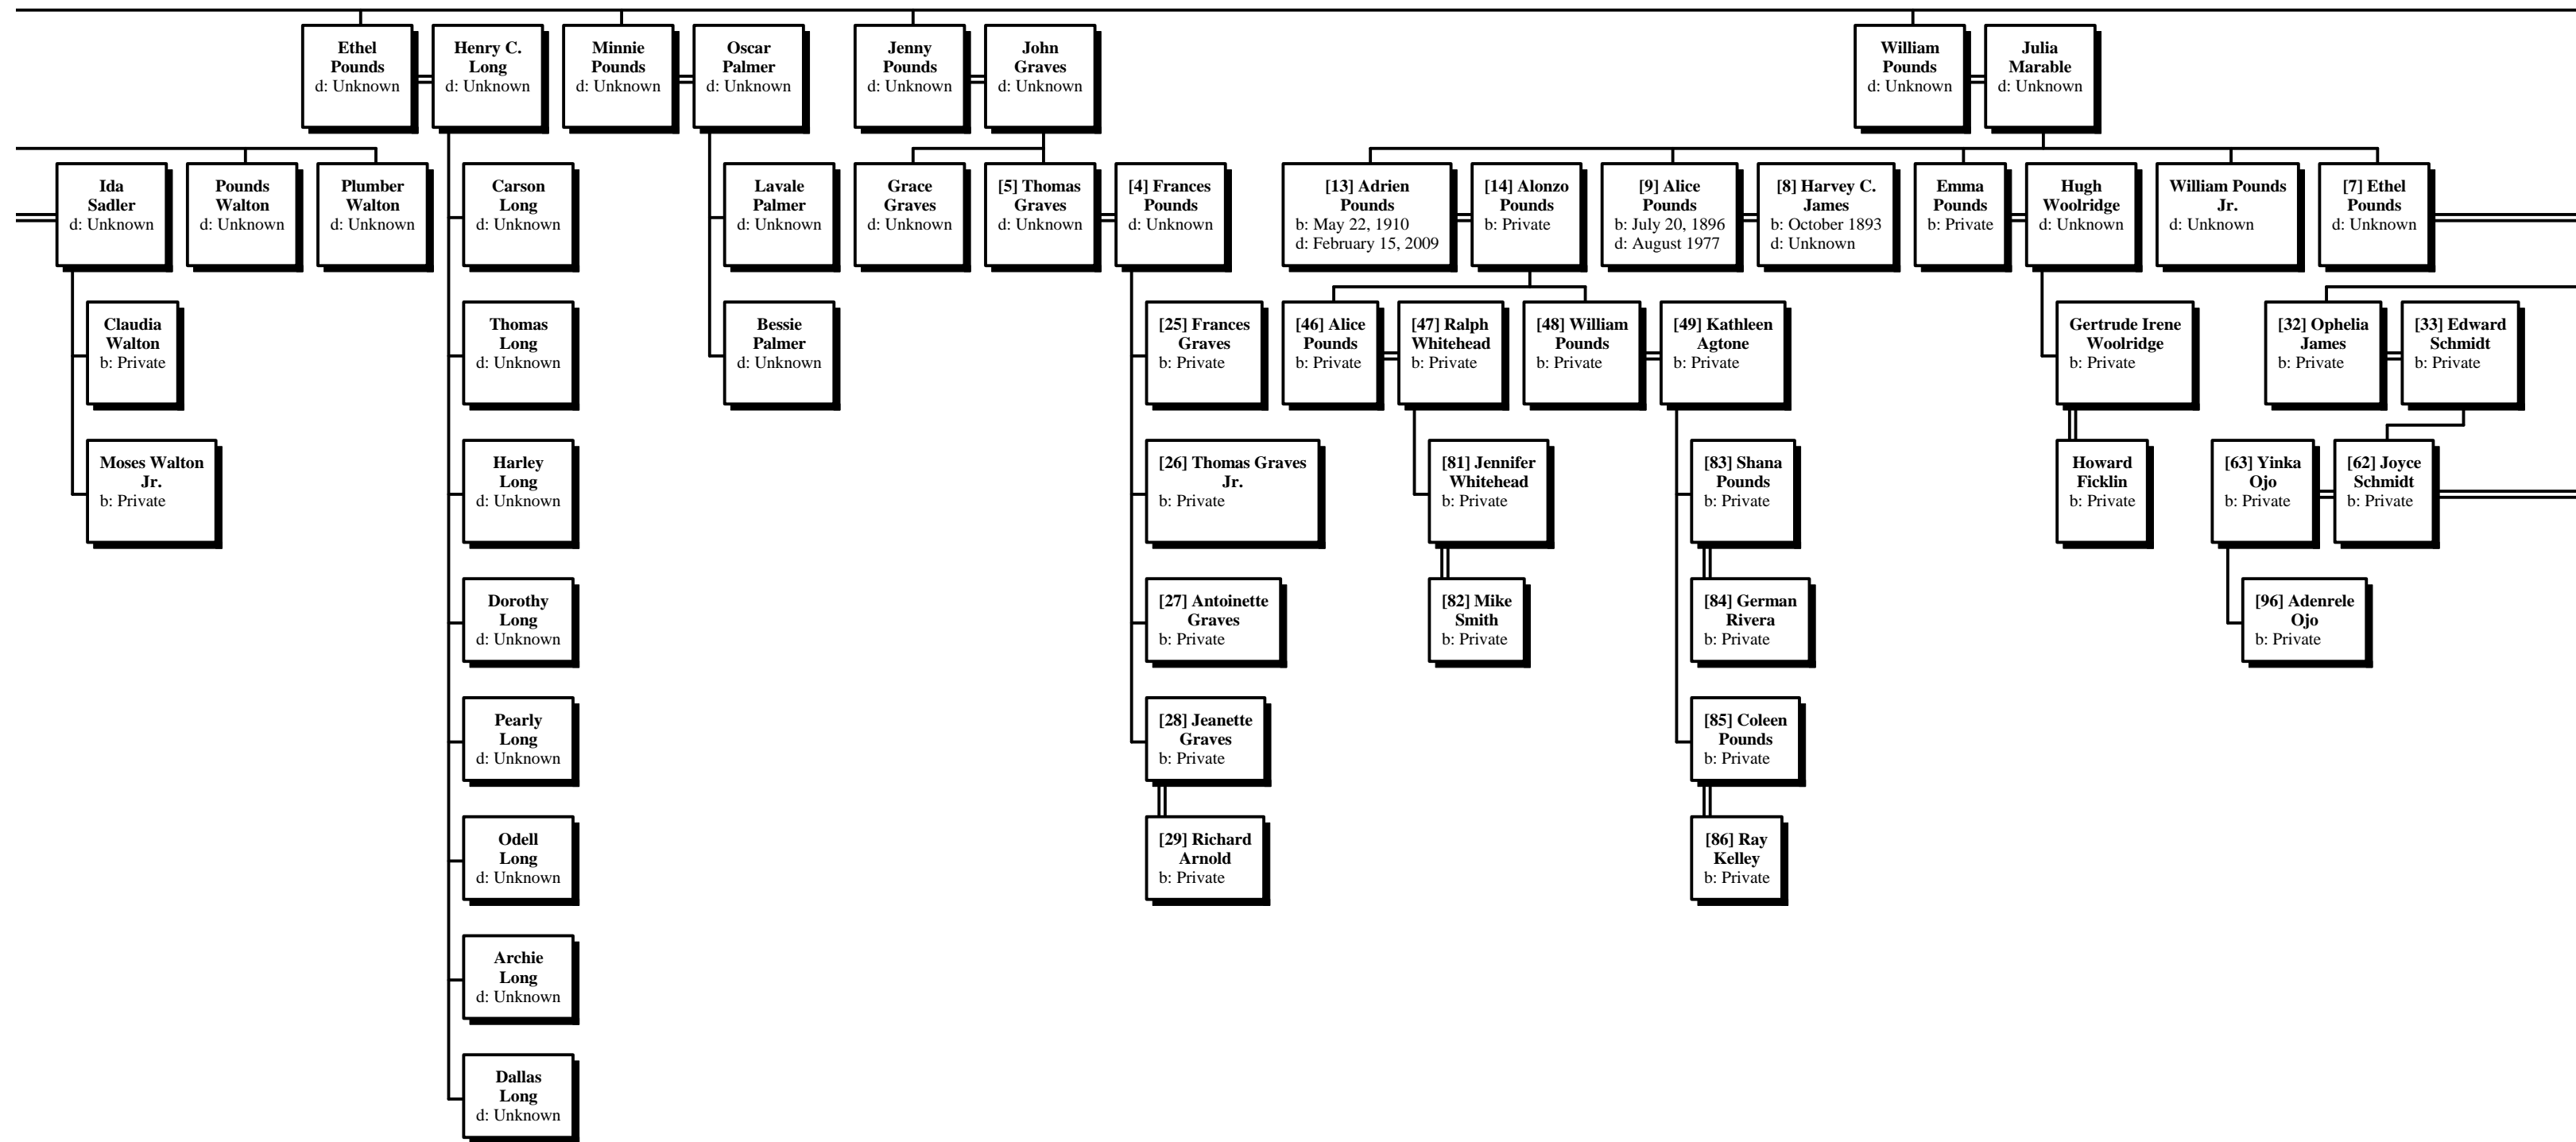 Ethel
Pounds
d: Unknown
Henry C.
Long
d: Unknown
Minnie
Pounds
d: Unknown
Oscar
Palmer
d: Unknown
Jenny
Pounds
d: Unknown
John
Graves
d: Unknown
William
Pounds
d: Unknown
Julia
Marable
d: Unknown
Ida
Sadler
d: Unknown
Pounds
Walton
d: Unknown
Plumber
Walton
d: Unknown
Carson
Long
d: Unknown
Lavale
Palmer
d: Unknown
Grace
Graves
d: Unknown
[5] Thomas
Graves
d: Unknown
[4] Frances
Pounds
d: Unknown
[13] Adrien
Pounds
b: May 22, 1910
d: February 15, 2009
[14] Alonzo
Pounds
b: Private
[9] Alice
Pounds
b: July 20, 1896
d: August 1977
[8] Harvey C.
James
b: October 1893
d: Unknown
Emma
Pounds
b: Private
Hugh
Woolridge
d: Unknown
William Pounds
Jr.
d: Unknown
[7] Ethel
Pounds
d: Unknown
Claudia
Walton
b: Private
Thomas
Long
d: Unknown
Bessie
Palmer
d: Unknown
[25] Frances
Graves
b: Private
[46] Alice
Pounds
b: Private
[47] Ralph
Whitehead
b: Private
[48] William
Pounds
b: Private
[49] Kathleen
Agtone
b: Private
Gertrude Irene
Woolridge
b: Private
[32] Ophelia
James
b: Private
[33] Edward
Schmidt
b: Private
Moses Walton
Jr.
b: Private
Harley
Long
d: Unknown
[26] Thomas Graves
Jr.
b: Private
[81] Jennifer
Whitehead
b: Private
[83] Shana
Pounds
b: Private
Howard
Ficklin
b: Private
[63] Yinka
Ojo
b: Private
[62] Joyce
Schmidt
b: Private
Dorothy
Long
d: Unknown
[27] Antoinette
Graves
b: Private
[82] Mike
Smith
b: Private
[84] German
Rivera
b: Private
[96] Adenrele
Ojo
b: Private
Pearly
Long
d: Unknown
[28] Jeanette
Graves
b: Private
[85] Coleen
Pounds
b: Private
Odell
Long
d: Unknown
[29] Richard
Arnold
b: Private
[86] Ray
Kelley
b: Private
Archie
Long
d: Unknown
Dallas
Long
d: Unknown